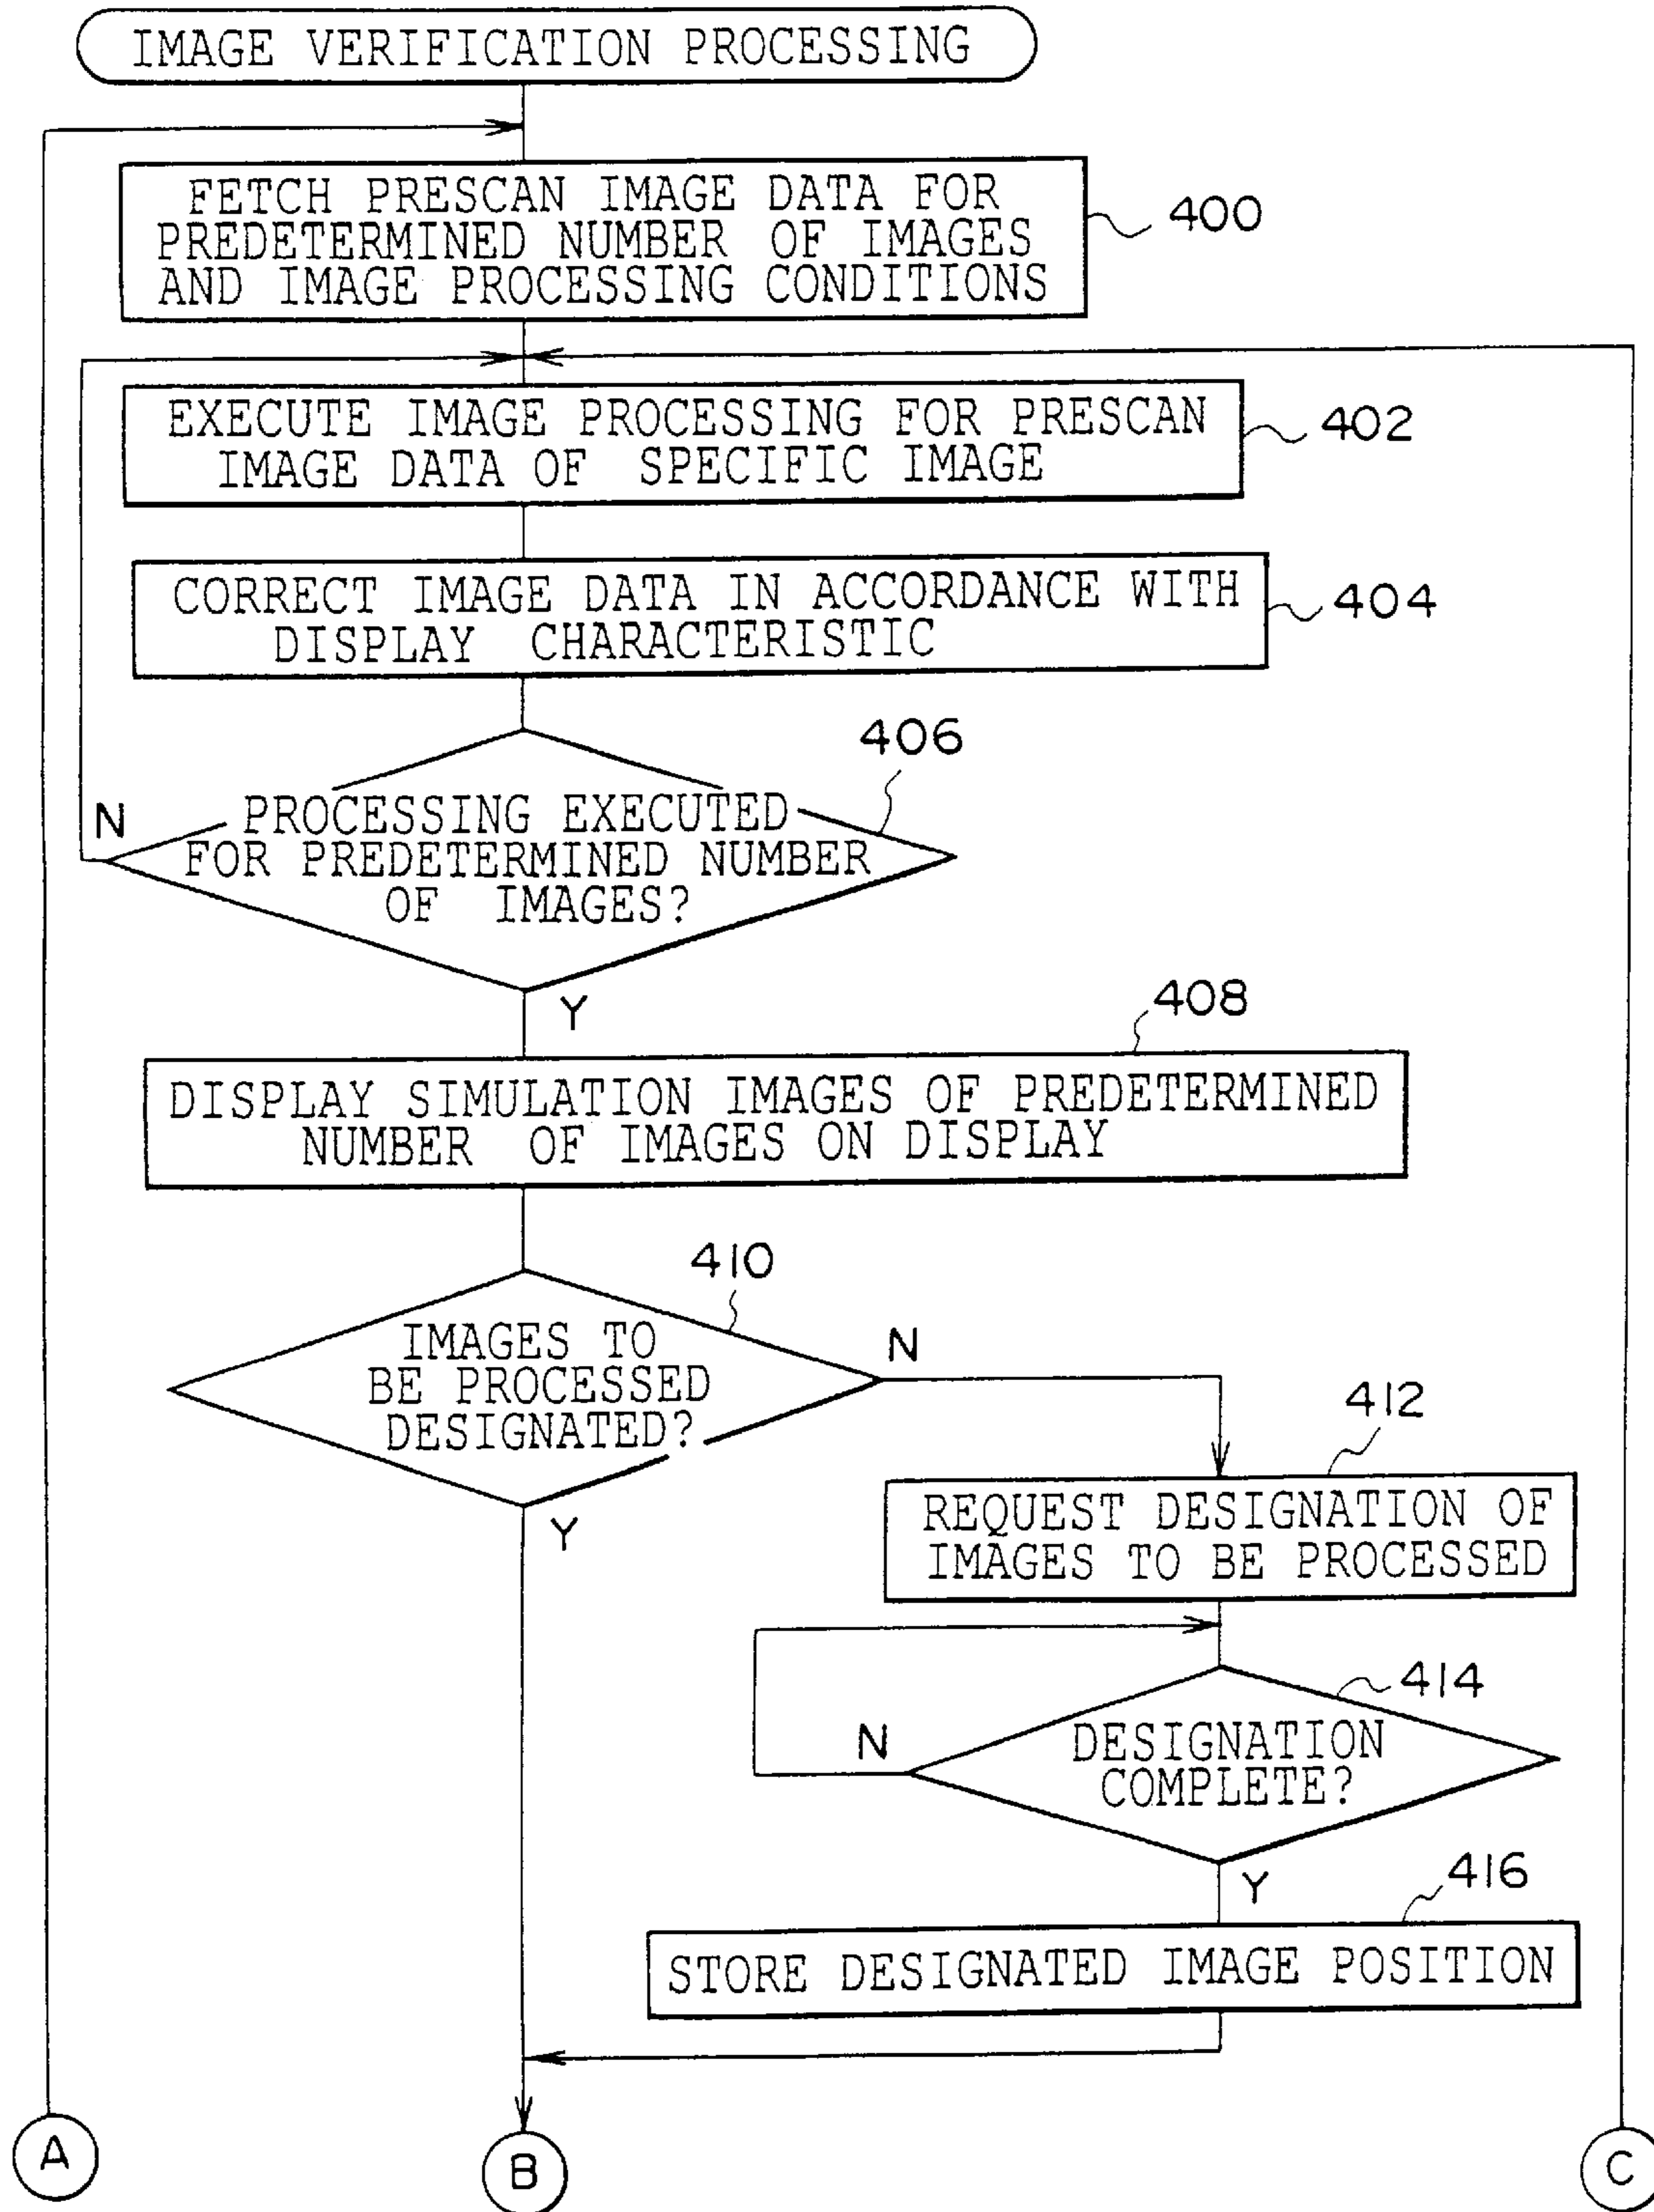 IMAGE VERIFICATION PROCESSING
FETCH PRESCAN IMAGE DATA FOR
PREDETERMINED NUMBER OF IMAGES
AND IMAGE PROCESSING CONDITIONS
400
EXECUTE IMAGE PROCESSING FOR PRESCAN
IMAGE DATA OF SPECIFIC IMAGE
402
CORRECT IMAGE DATA IN ACCORDANCE WITH
DISPLAY CHARACTERISTIC
404
406
N
PROCESSING EXECUTED
FOR PREDETERMINED NUMBER
OF IMAGES?
Y
408
DISPLAY SIMULATION IMAGES OF PREDETERMINED
NUMBER OF IMAGES ON DISPLAY
410
IMAGES TO
BE PROCESSED
DESIGNATED?
N
Y
412
REQUEST DESIGNATION OF
IMAGES TO BE PROCESSED
414
N
DESIGNATION
COMPLETE?
Y
416
STORE DESIGNATED IMAGE POSITION
A
B
C